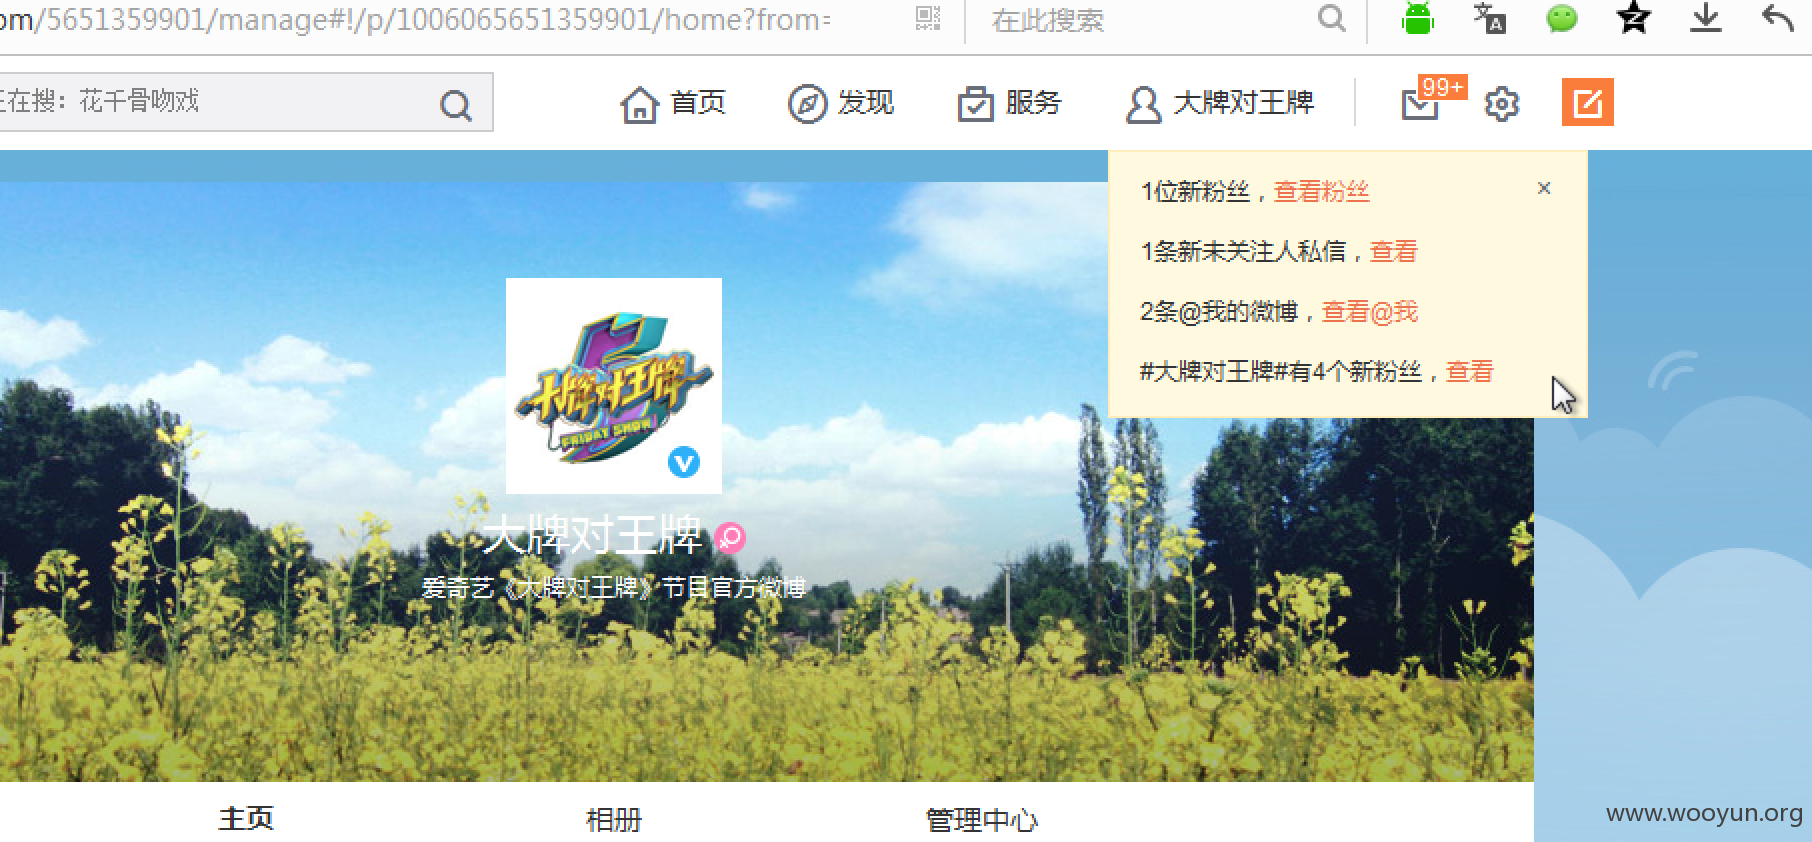 om/5651359901/manage#!/p/1006065651359901/home?from=
在此搜索
正在搜：花千骨吻戏
首页
发现
服务
大牌对王牌
99+
1位新粉丝，查看粉丝
1条新未关注人私信，查看
2条@我的微博，查看@我
#大牌对王牌#有4个新粉丝，查看
大牌对王牌
FRIDAY SHOW
大牌对王牌
爱奇艺《大牌对王牌》节目官方微博
主页
相册
管理中心
www.wooyun.org